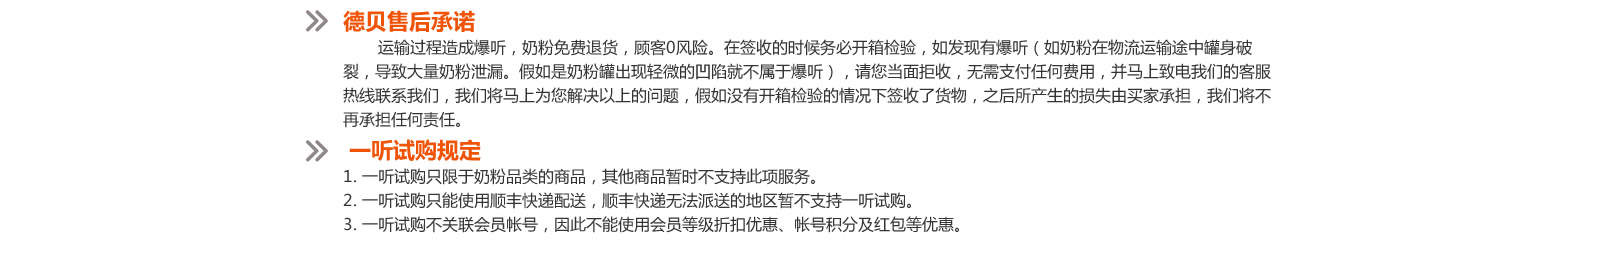 德贝售后承诺
运输过程造成爆听，奶粉免费退货，顾客0风险。在签收的时候务必开箱检验，如发现有爆听（如奶粉在物流运输途中罐身破
裂，导致大量奶粉泄漏。假如是奶粉罐出现轻微的凹陷就不属于爆听），请您当面拒收，无需支付任何费用，并马上致电我们的客服
热线联系我们，我们将马上为您解决以上的问题，假如没有开箱检验的情况下签收了货物，之后所产生的损失由买家承担，我们将不
再承担任何责任。
一听试购规定
1. 一听试购只限于奶粉品类的商品，其他商品暂时不支持此项服务。
2. 一听试购只能使用顺丰快递配送，顺丰快递无法派送的地区暂不支持一听试购。
3. 一听试购不关联会员帐号，因此不能使用会员等级折扣优惠、帐号积分及红包等优惠。